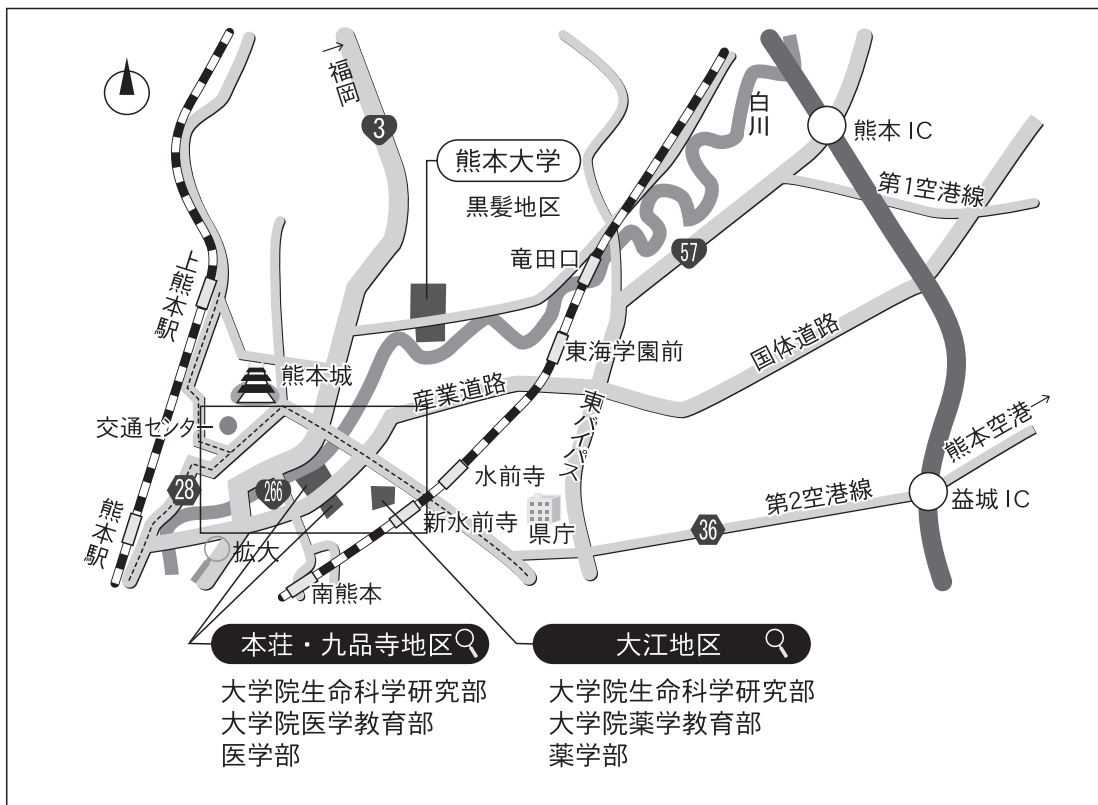 →福岡
3
白川
熊本大学
熊本 IC
黒髪地区
第1空港線
竜田口
57
上熊本駅
東海学園前
国体道路
熊本城
産業道路
東バイパス
交通センター
熊本空港→
水前寺
28
266
第2空港線
益城 IC
新水前寺
県庁
36
熊本駅
拡大
南熊本
本荘・九品寺地区
大学院生命科学研究部
大学院医学教育部
医学部
大江地区
大学院生命科学研究部
大学院薬学教育部
薬学部